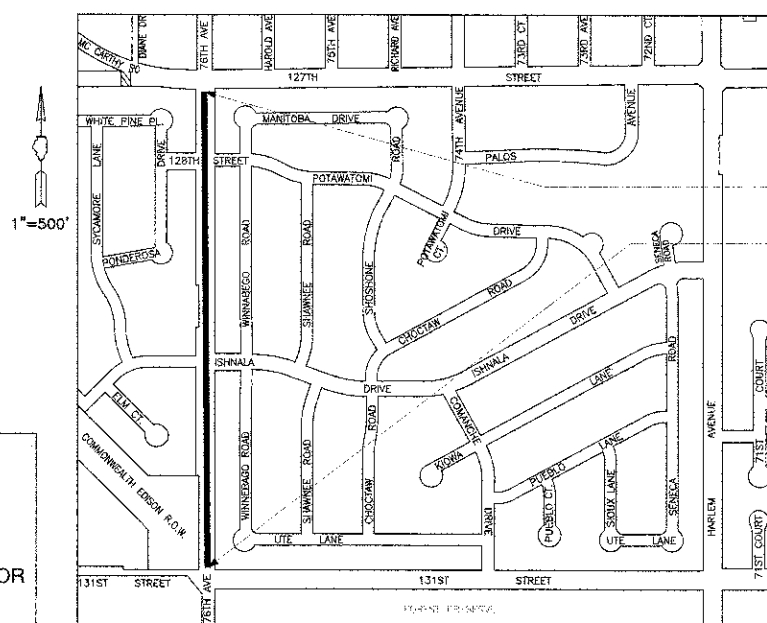 MC CARTHY RD
DIANE DR
76TH AVE
HAROLD AVE
75TH AVE
RICHARD AVE
73RD CT
73RD AVE
72ND CT
127TH STREET
1"=500'
WHITE PINE PL
MANITOBA DRIVE
74TH AVENUE
AVENUE
SYCAMORE LANE
DRIVE
128TH STREET
ROAD
PALOS
POTAWATOMI
DRIVE
POTAWATOMI CT
PONDEROSA
WINNABEGO ROAD
SHAWNEE ROAD
SHOSHONE
SENECA ROAD
CHOCTAW ROAD
ISHNALA DRIVE
ISHNALA DRIVE
ELM CT.
COMANCHE DRIVE
KIOWA LANE
ROAD
COMMONWEALTH EDISON R.O.W.
WINNEBAGO ROAD
SHAWNEE ROAD
CHOCTAW ROAD
PUEBLO LANE
PUEBLO CT
SIOUX LANE
SENECA
HARLEM AVENUE
71ST COURT
71ST COURT
UTE LANE
UTE LANE
OR
131ST STREET
76TH AVE
131ST STREET